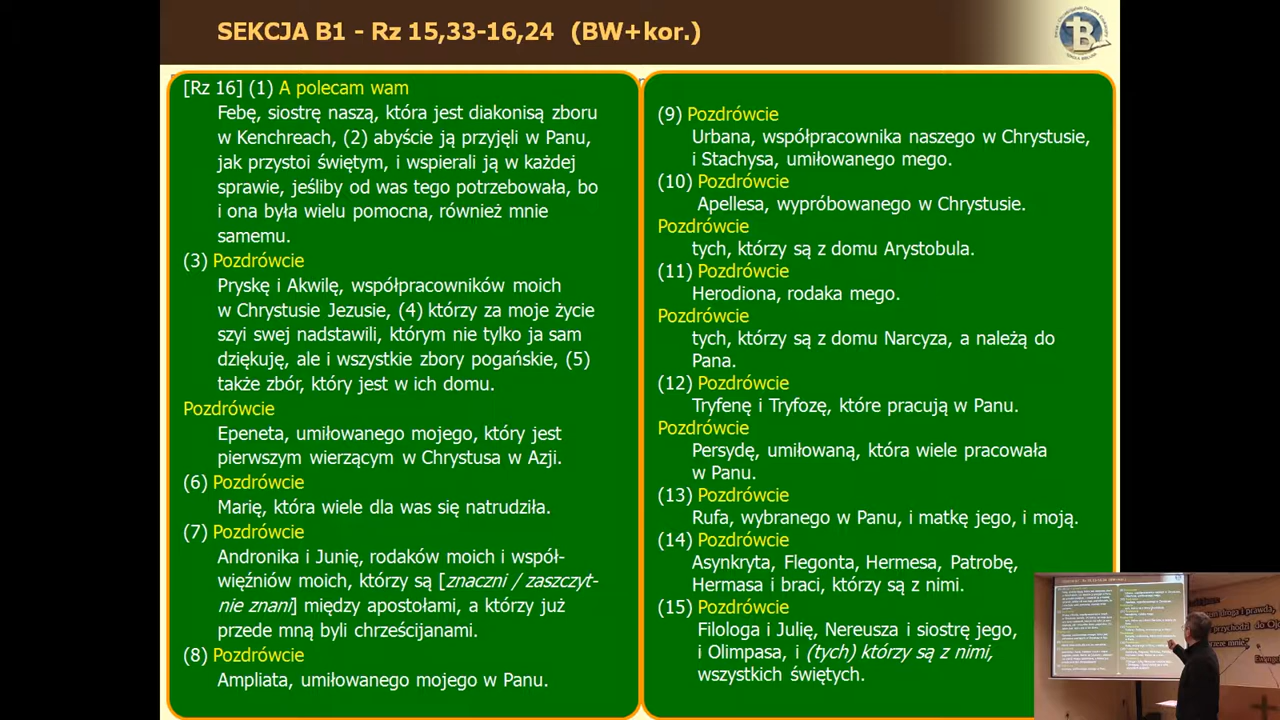 SEKCJA B1 - Rz 15,33-16,24 (BW+kor.)
[Rz 16] (1) A polecam wam
Febę, siostrę naszą, która jest diakonisą zboru
w Kenchreach, (2) abyście ją przyjęli w Panu,
jak przystoi świętym, i wspierali ją w każdej
sprawie, jeśliby od was tego potrzebowała, bo
i ona była wielu pomocna, również mnie
samemu.
(3) Pozdrówcie
Pryskę i Akwilę, współpracowników moich
w Chrystusie Jezusie, (4) którzy za moje życie
szyi swej nadstawili, którym nie tylko ja sam
dziękuję, ale i wszystkie zbory pogańskie, (5)
także zbór, który jest w ich domu.
Pozdrówcie
Epeneta, umiłowanego mojego, który jest
pierwszym wierzącym w Chrystusa w Azji.
(6) Pozdrówcie
Marię, która wiele dla was się natrudziła.
(7) Pozdrówcie
Andronika i Junię, rodaków moich i współ-
więźniów moich, którzy są [znaczni / zaszczyt-
nie znani] między apostołami, a którzy już
przede mną byli chrześcijanami.
(8) Pozdrówcie
Ampliata, umiłowanego mojego w Panu.
(9) Pozdrówcie
Urbana, współpracownika naszego w Chrystusie,
i Stachysa, umiłowanego mego.
(10) Pozdrówcie
Apellesa, wypróbowanego w Chrystusie.
Pozdrówcie
tych, którzy są z domu Arystobula.
(11) Pozdrówcie
Herodiona, rodaka mego.
Pozdrówcie
tych, którzy są z domu Narcyza, a należą do
Pana.
(12) Pozdrówcie
Tryfenę i Tryfozę, które pracują w Panu.
Pozdrówcie
Persydę, umiłowaną, która wiele pracowała
w Panu.
(13) Pozdrówcie
Rufa, wybranego w Panu, i matkę jego, i moją.
(14) Pozdrówcie
Asynkryta, Flegonta, Hermesa, Patrobę,
Hermasa i braci, którzy są z nimi.
(15) Pozdrówcie
Filologa i Julię, Nereusza i siostrę jego,
i Olimpasa, i (tych) którzy są z nimi,
wszystkich świętych.
droga i prawda,
przychodzi do Oj
rzeze mnie",